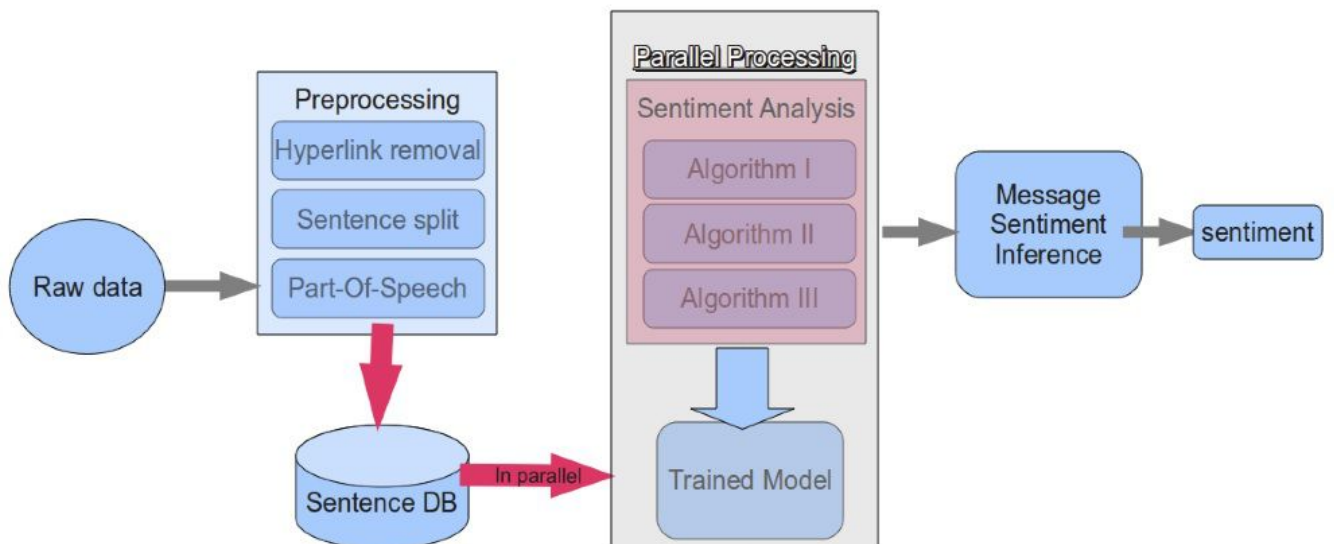 Raw data
Preprocessing
Hyperlink removal
Sentence split
Part-Of-Speech
Sentence DB
In parallel
Parallel Processing
Sentiment Analysis
Algorithm I
Algorithm II
Algorithm III
Trained Model
Message
Sentiment
Inference
sentiment